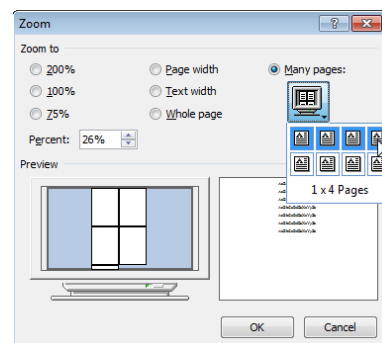 Zoom
Zoom to
200% Page width Many pages:
100% Text width
75% Whole page
Percent: 26%
1 x 4 Pages
Preview
OK Cancel